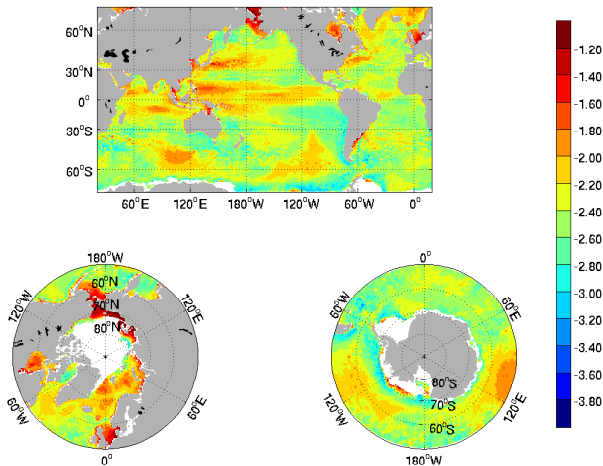 60°N
30°N
0°
30°S
60°S
60°E
120°E
180°W
120°W
60°W
0°
-1.20
-1.40
-1.60
-1.80
-2.00
-2.20
-2.40
-2.60
-2.80
-3.00
-3.20
-3.40
-3.60
-3.80
180°W
120°W
120°E
60°N
70°N
80°N
60°W
60°E
0°
0°
60°W
60°E
120°W
120°E
80°S
70°S
60°S
180°W